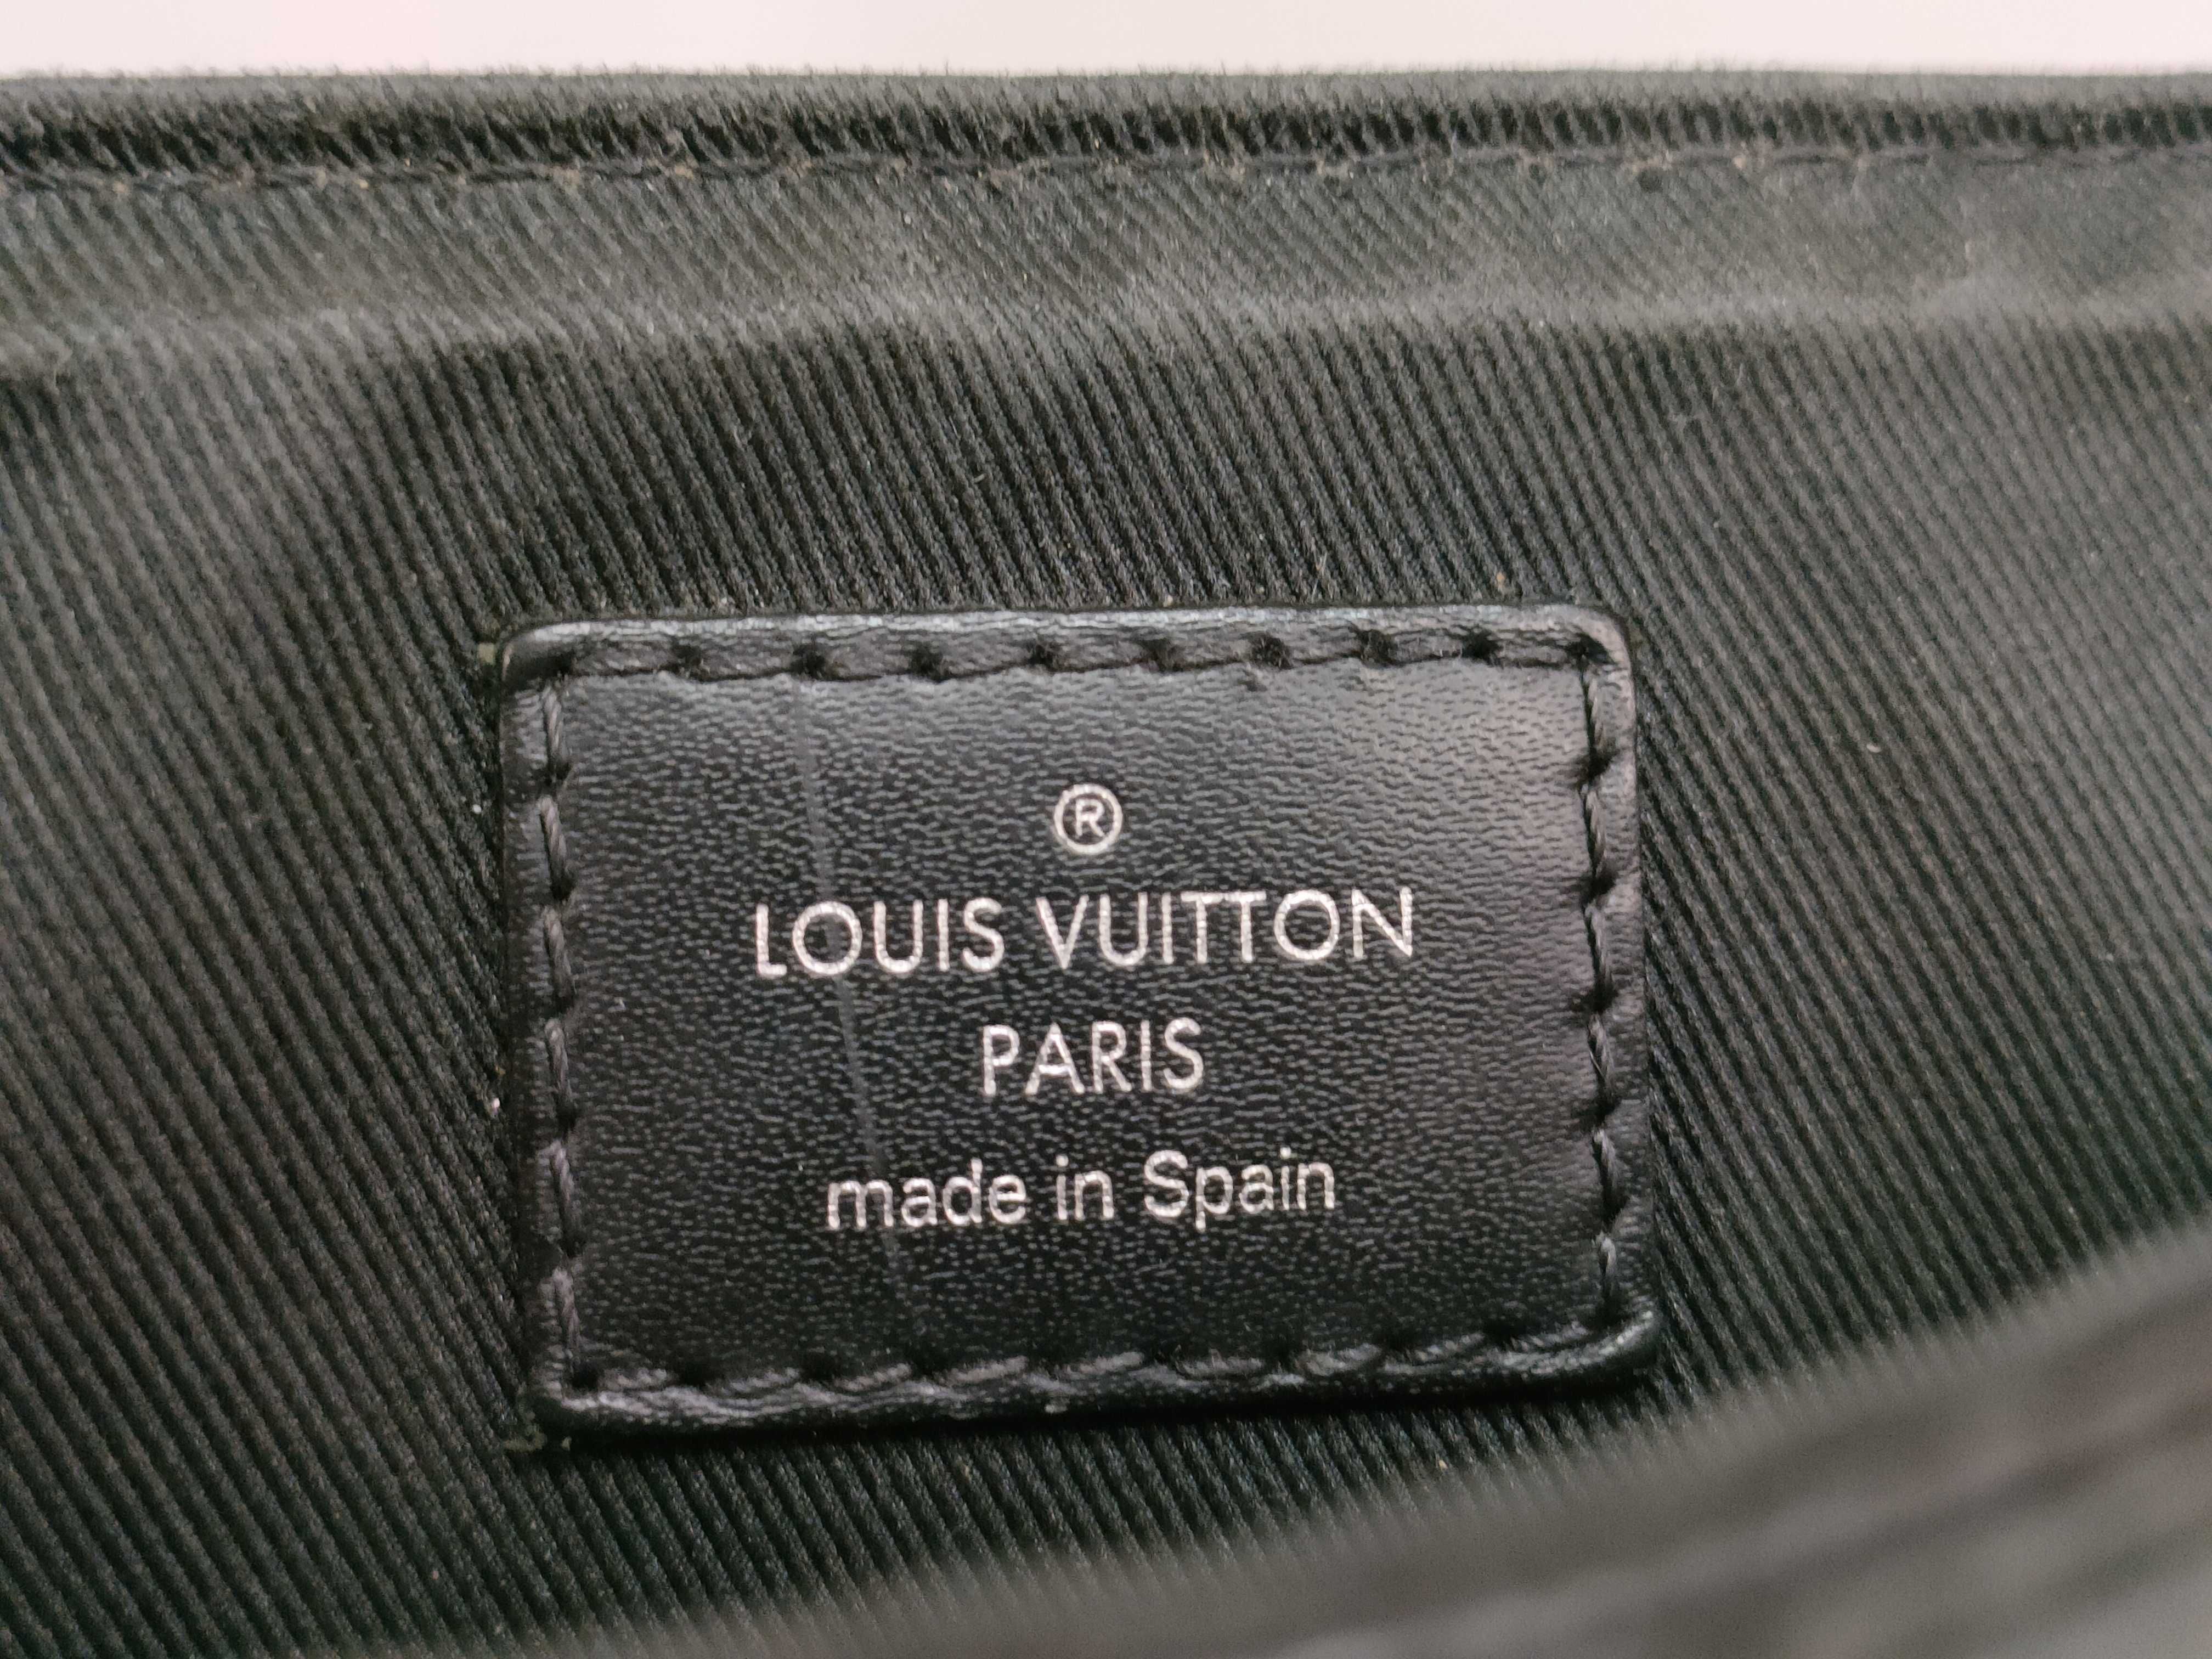 ®
LOUIS VUITTON
PARIS
made in Spain